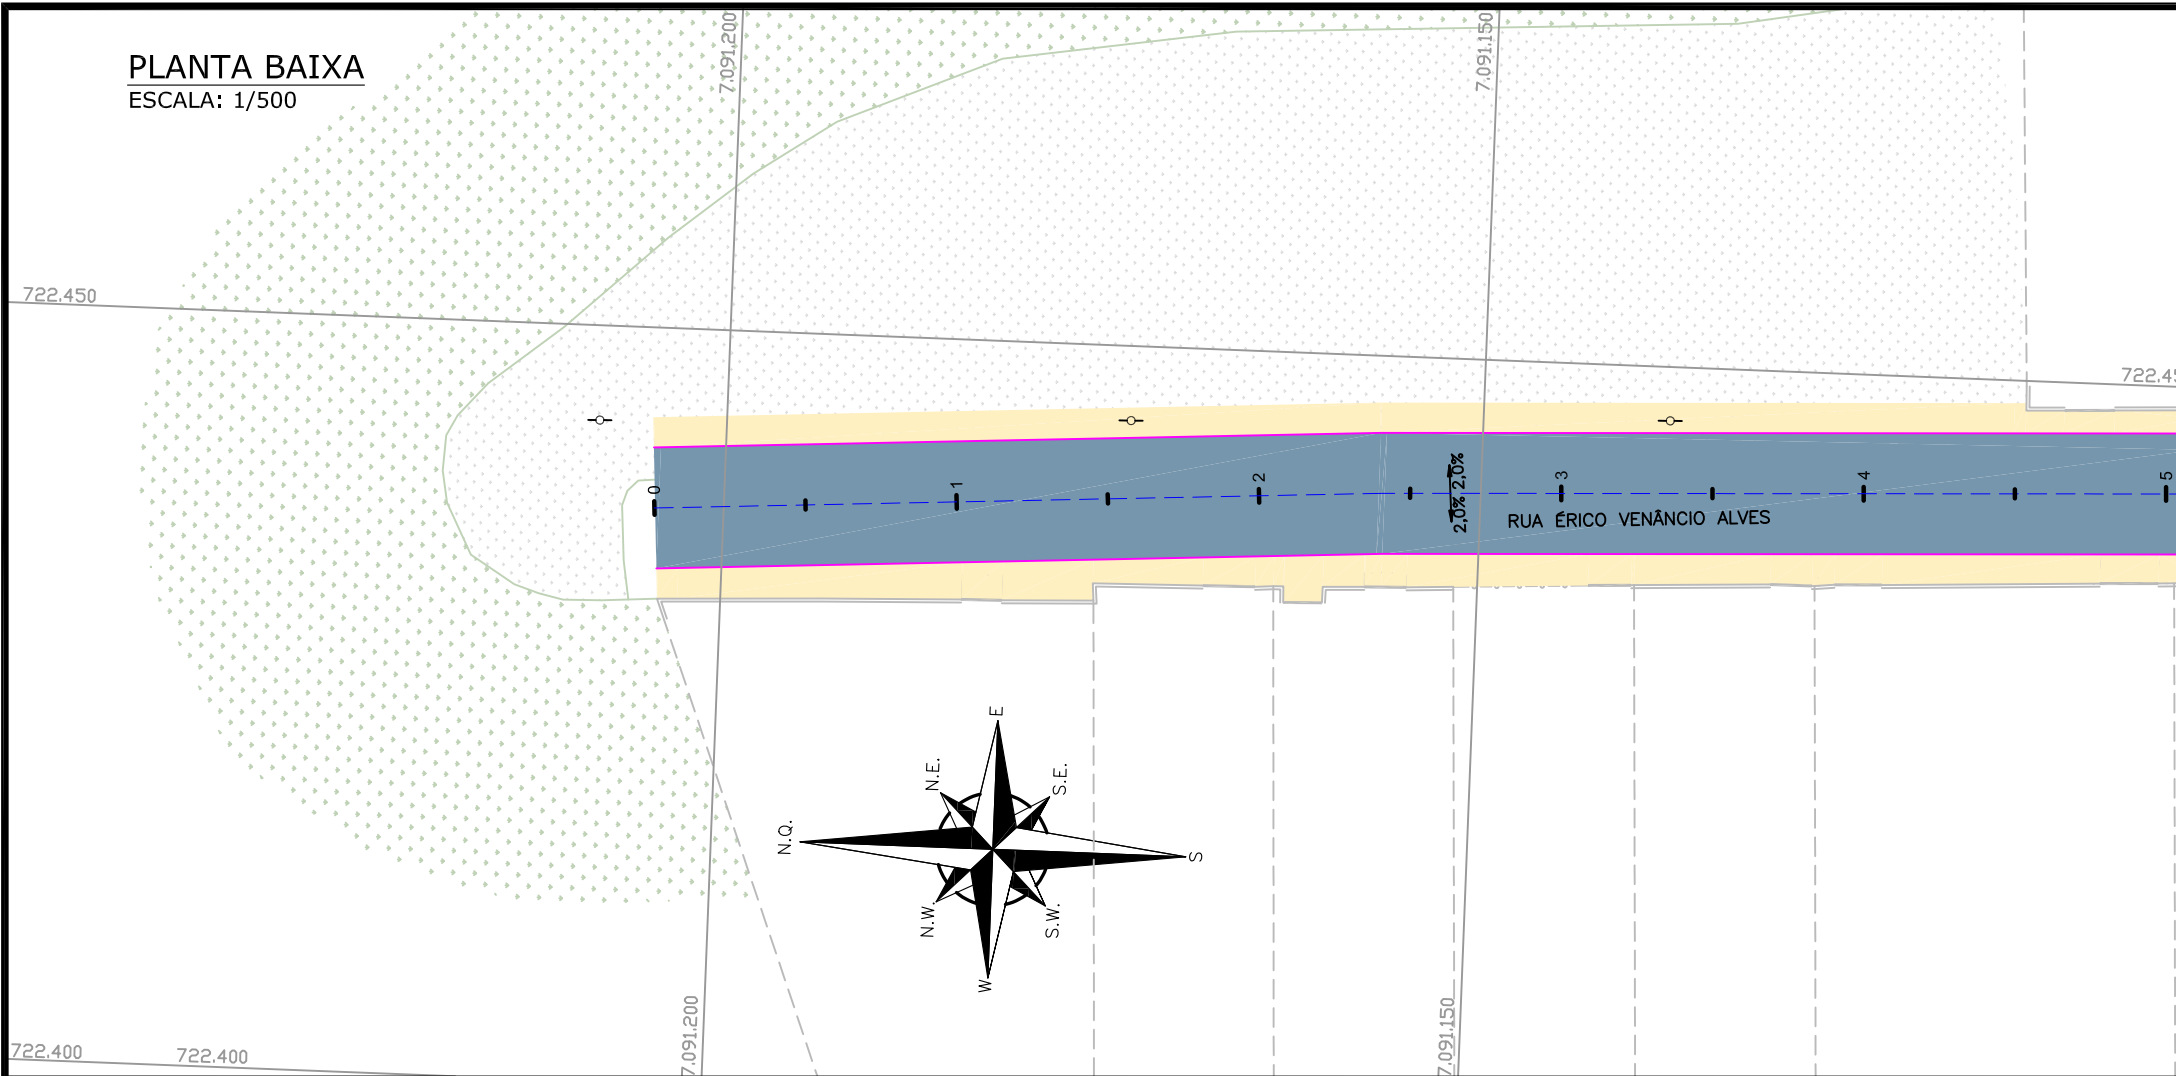 PLANTA BAIXA
ESCALA: 1/500
7.091.200
7.091.150
722.450
722.45
0
1
2
2,0% 2,0%
3
4
5
RUA ÉRICO VENÂNCIO ALVES
E
N.E.
S.E.
N.Q.
S
N.W.
S.W.
W
7.091.200
7.091.150
722.400
722.400